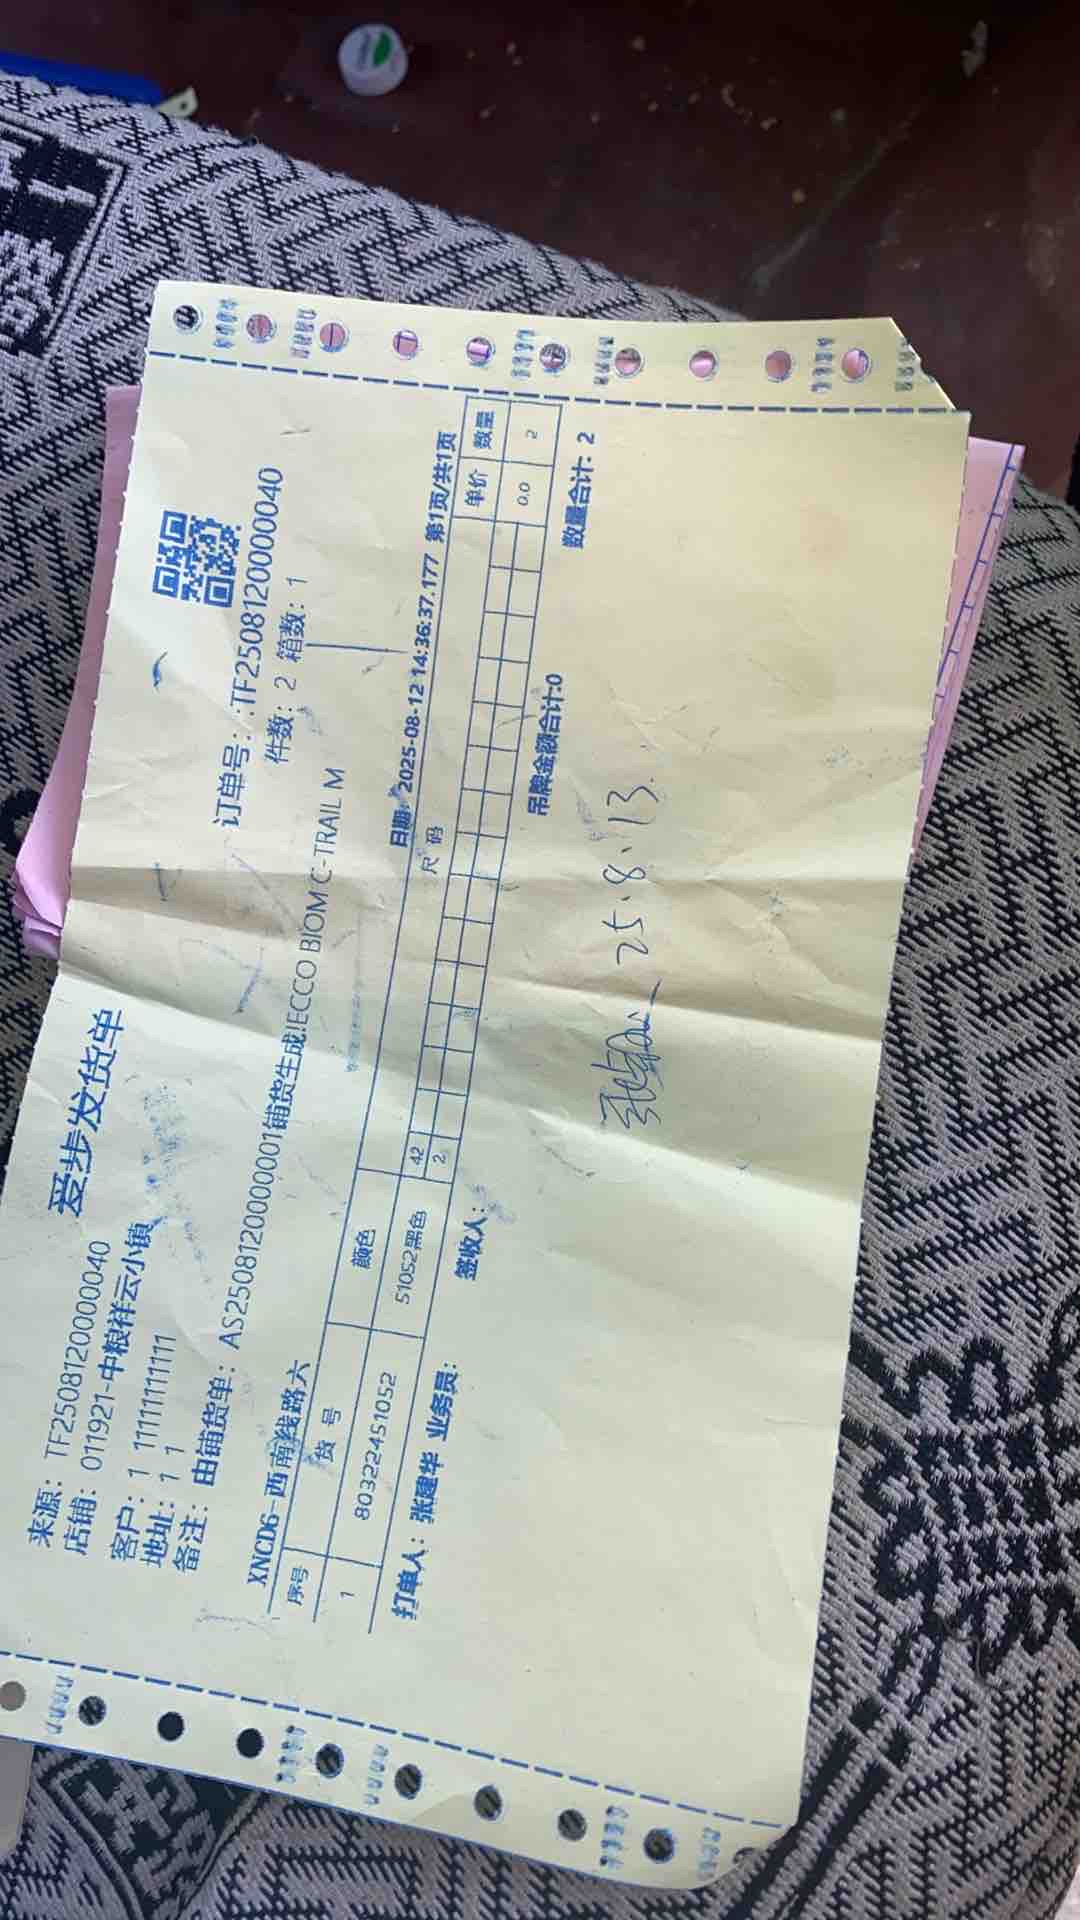 爱步发货单
来源：TF250812000040
订单号：:TF250812000040
店铺：011921-中粮祥云小镇
件数：2 箱数：1
客户：1 11111111111
地址：1 1
备注：由铺货单：AS250812000001铺货生成!ECCO BIOM C-TRAIL M
XNCD6-西南线路六
日期：2025-08-12 14:36:37.177 第1页/共1页
序号 货号 颜色 尺码 单价 数量
42
1 80322451052 51052黑色 2 0.0 2
打单人：张建华 业务员： 签收人： 吊牌金额合计:0 数量合计：2
25.8.13.